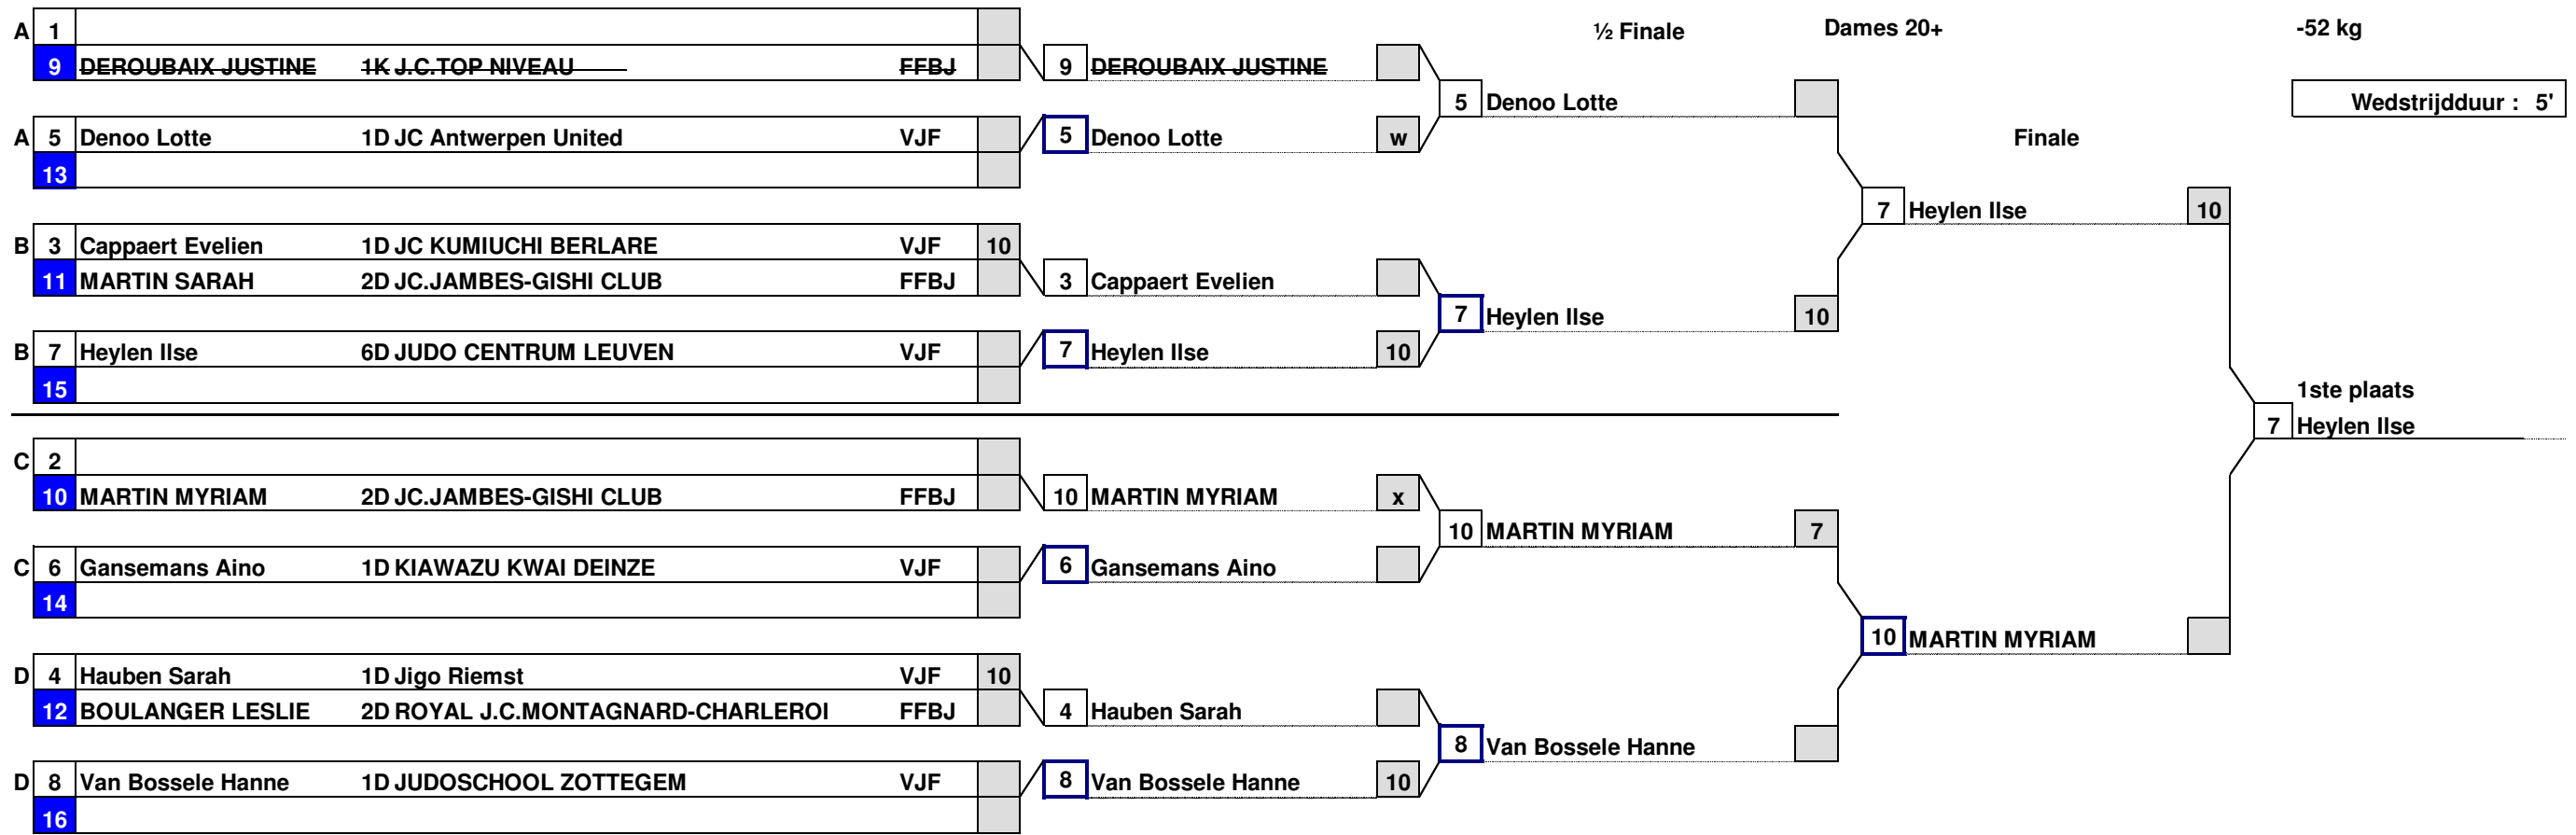 A 1 ½ Finale Dames 20+ -52 kg
9 DEROUBAIX JUSTINE 1K J.C.TOP NIVEAU FFBJ 9 DEROUBAIX JUSTINE
5 Denoo Lotte Wedstrijdduur : 5'
A 5 Denoo Lotte 1D JC Antwerpen United VJF 5 Denoo Lotte w Finale
13
7 Heylen Ilse 10
B 3 Cappaert Evelien 1D JC KUMIUCHI BERLARE VJF 10
11 MARTIN SARAH 2D JC.JAMBES-GISHI CLUB FFBJ 3 Cappaert Evelien
7 Heylen Ilse 10
B 7 Heylen Ilse 6D JUDO CENTRUM LEUVEN VJF 7 Heylen Ilse 10
15 1ste plaats
7 Heylen Ilse
C 2
10 MARTIN MYRIAM 2D JC.JAMBES-GISHI CLUB FFBJ 10 MARTIN MYRIAM x
10 MARTIN MYRIAM 7
C 6 Gansemans Aino 1D KIAWAZU KWAI DEINZE VJF 6 Gansemans Aino
14
10 MARTIN MYRIAM
D 4 Hauben Sarah 1D Jigo Riemst VJF 10
12 BOULANGER LESLIE 2D ROYAL J.C.MONTAGNARD-CHARLEROI FFBJ 4 Hauben Sarah
8 Van Bossele Hanne
D 8 Van Bossele Hanne 1D JUDOSCHOOL ZOTTEGEM VJF 8 Van Bossele Hanne 10
16